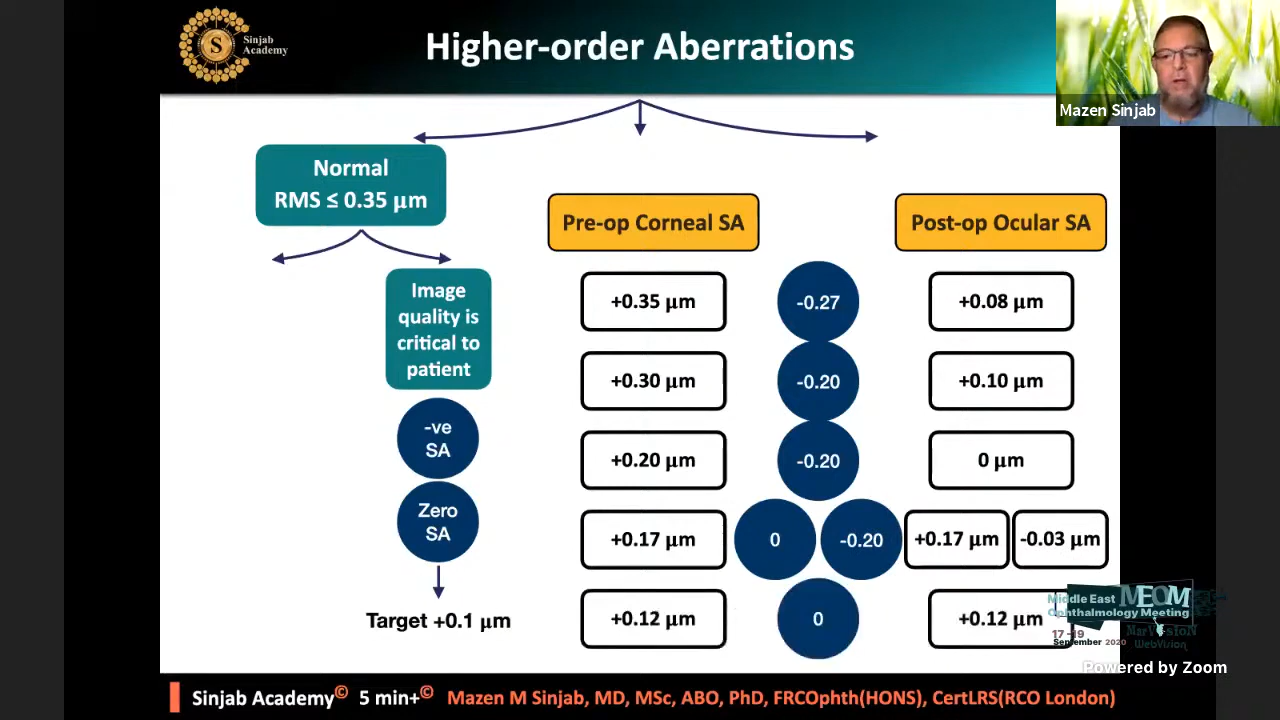 S
Sinjab
Academy
Higher-order Aberrations
Mazen Sinjab
Normal
RMS ≤ 0.35 μm
Image
quality is
critical to
patient
-ve
SA
Zero
SA
Target +0.1 μm
Pre-op Corneal SA
Post-op Ocular SA
+0.35 μm
-0.27
+0.08 μm
+0.30 μm
-0.20
+0.10 μm
+0.20 μm
-0.20
0 μm
+0.17 μm
0
-0.20
+0.17 μm
-0.03 μm
+0.12 μm
0
+0.12 μm
Middle East MEOM
Ophthalmology Meeting
17-19
September 2020
NarVision
WebVision
Powered by Zoom
Sinjab Academy© 5 min+© Mazen M Sinjab, MD, MSc, ABO, PhD, FRCOphth(HONS), CertLRS(RCO London)